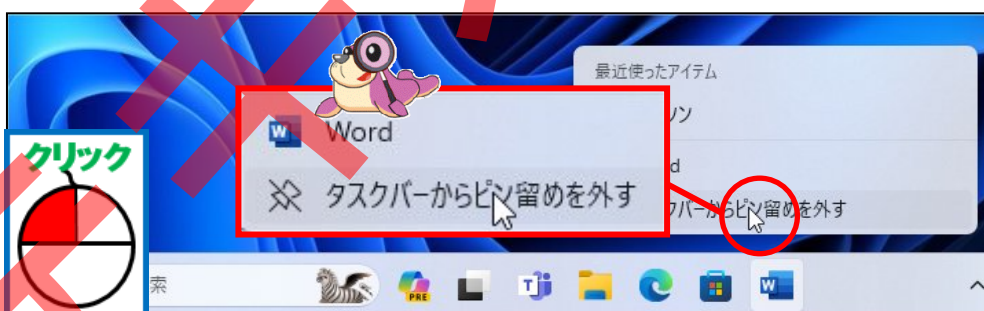 最近使ったアイテム
ソン
Word
タスクバーからピン留めを外す
d
クバーからピン留めを外す
クリック
索
PRE